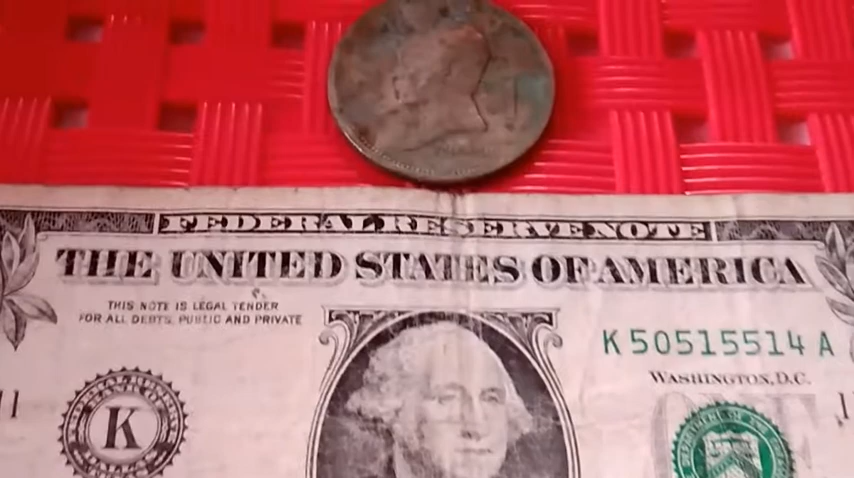 FEDERAL RESERVE NOTE
THE UNITED STATES OF AMERICA
THIS NOTE IS LEGAL TENDER
FOR ALL DEBTS, PUBLIC AND PRIVATE
K 50515514 A
WASHINGTON, D.C.
K
11